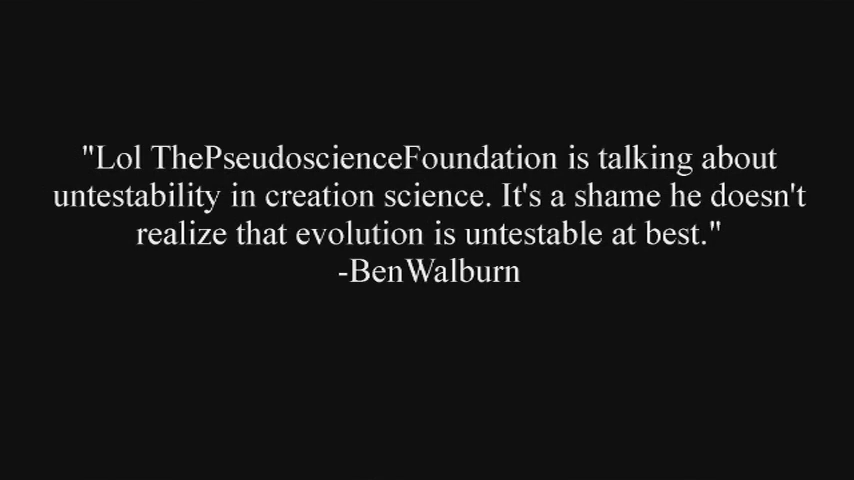 "Lol ThePseudoscienceFoundation is talking about
untestability in creation science. It's a shame he doesn't
realize that evolution is untestable at best."
-BenWalburn